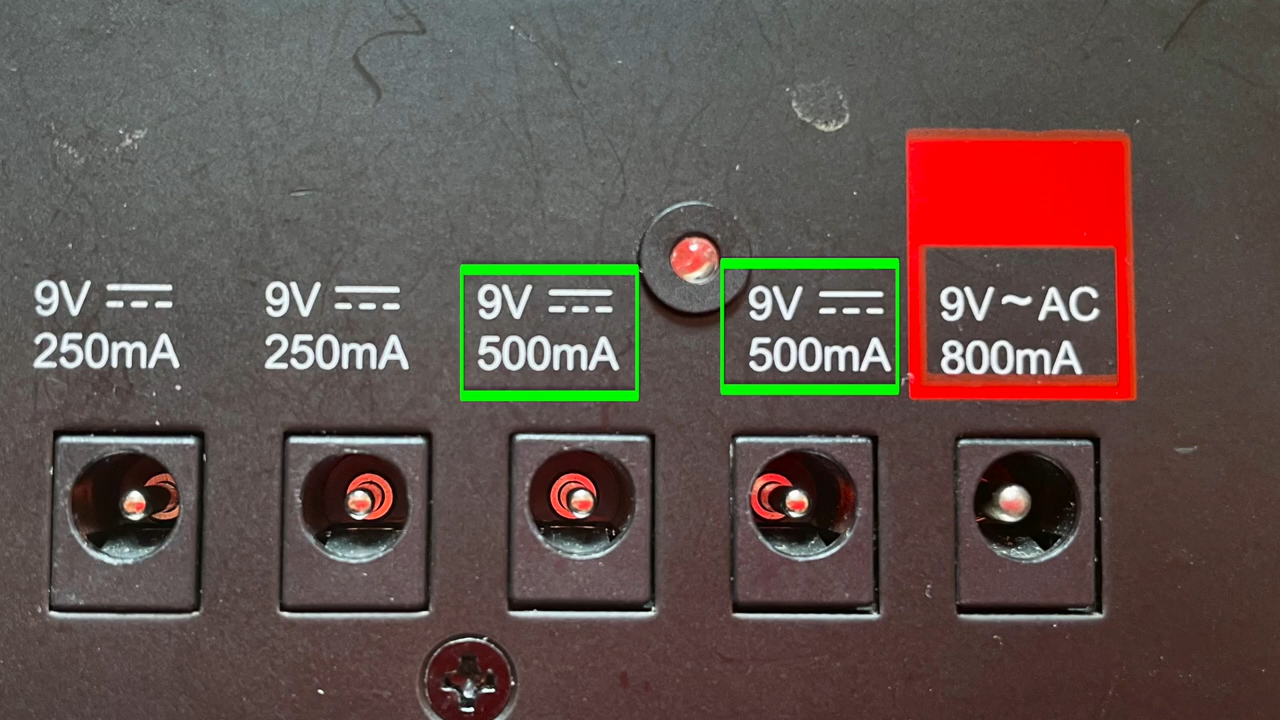 9V ⎓ 9V ⎓ 9V ⎓ 9V ⎓ 9V~AC
250mA 250mA 500mA 500mA 800mA